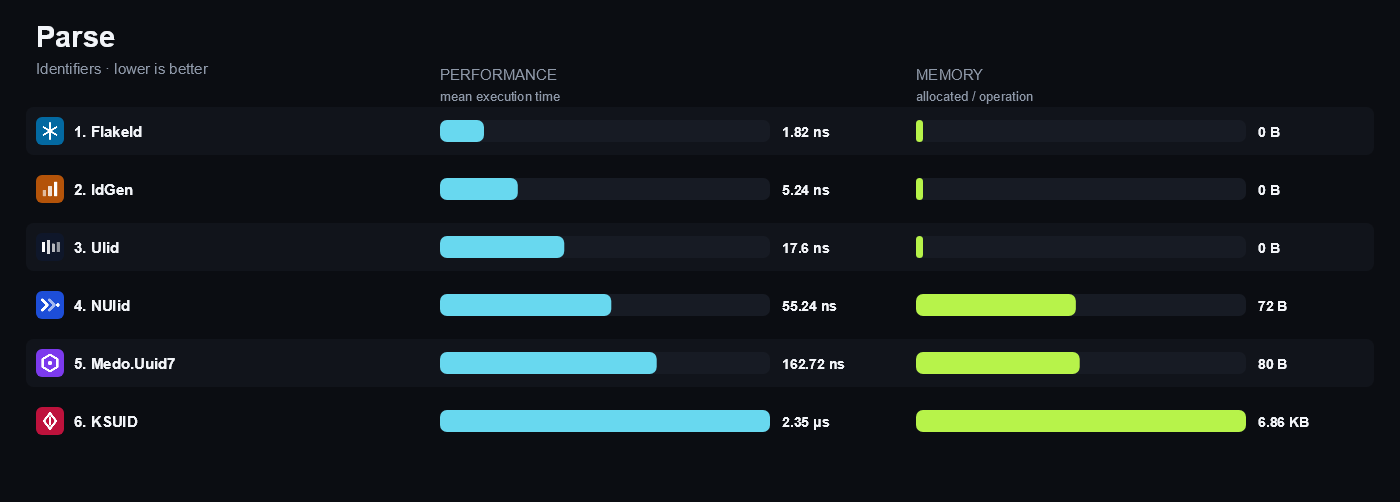 Parse
Identifiers · lower is better
PERFORMANCE
mean execution time
MEMORY
allocated / operation
1. FlakeId 1.82 ns 0 B
2. IdGen 5.24 ns 0 B
3. Ulid 17.6 ns 0 B
4. NUlid 55.24 ns 72 B
5. Medo.Uuid7 162.72 ns 80 B
6. KSUID 2.35 µs 6.86 KB